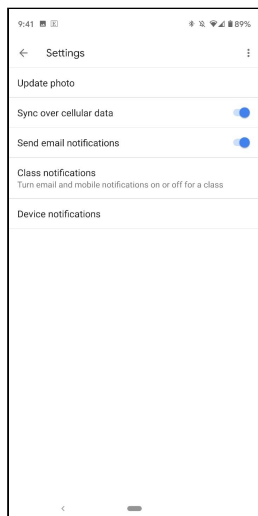 9:41
89%
Settings
Update photo
Sync over cellular data
Send email notifications
Class notifications
Turn email and mobile notifications on or off for a class
Device notifications